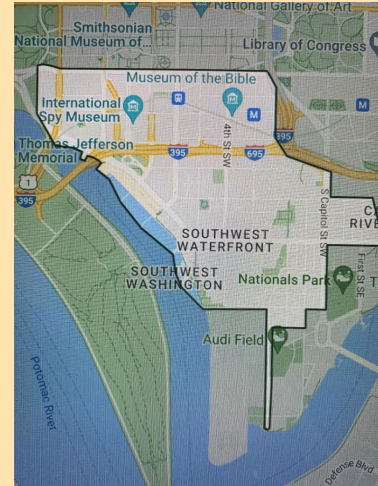 National Gallery of Art
Smithsonian
National Museum of...
Library of Congress
Museum of the Bible
International
Spy Museum
M
M
395
4th St SW
Thomas Jefferson
Memorial
395
695
1
395
S Capitol St SW
SOUTHWEST
WATERFRONT
SOUTHWEST
WASHINGTON
Nationals Park
First St SE
Audi Field
Potomac River
Defense Blvd